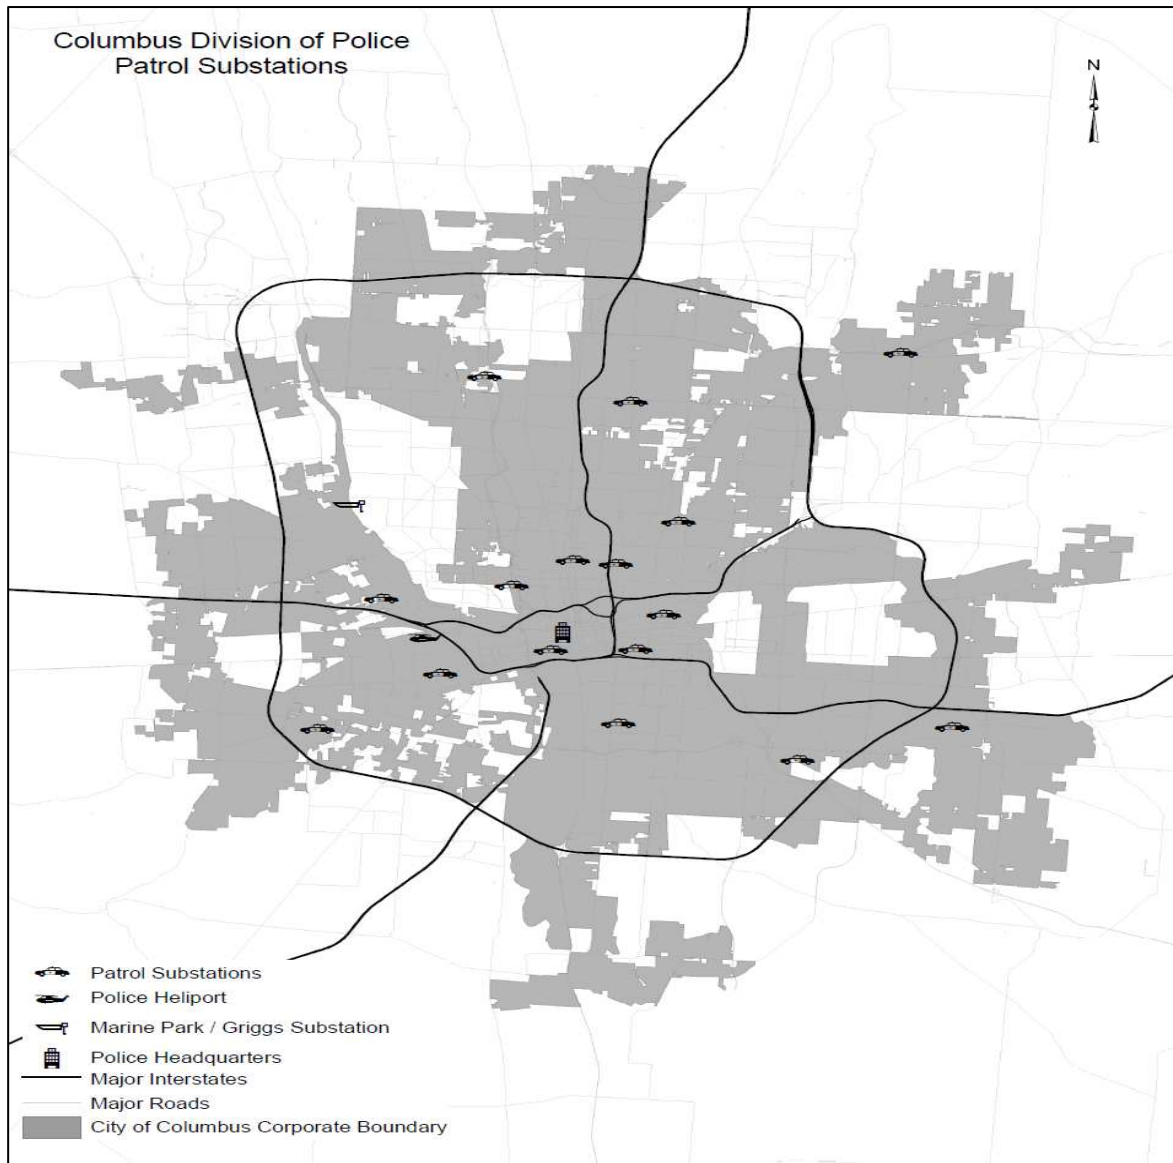 Columbus Division of Police
Patrol Substations
N
Patrol Substations
Police Heliport
Marine Park / Griggs Substation
Police Headquarters
Major Interstates
Major Roads
City of Columbus Corporate Boundary